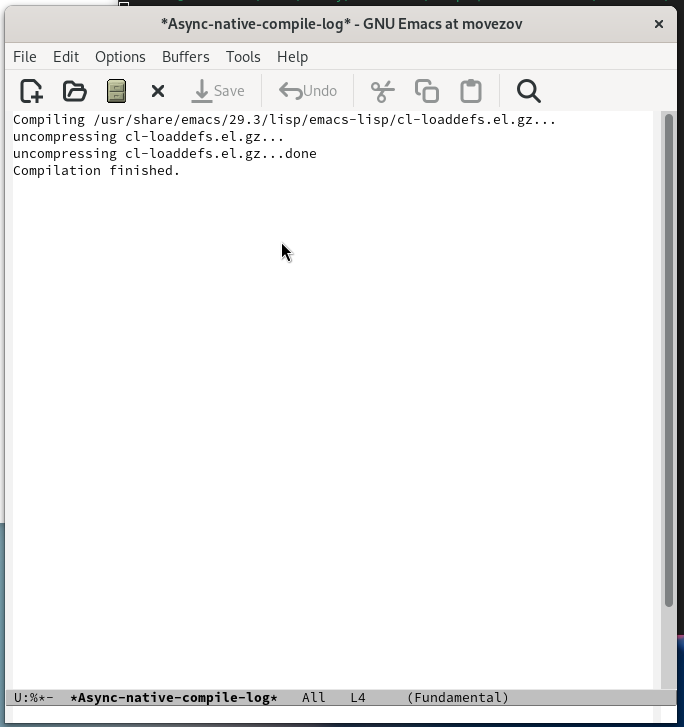 *Async-native-compile-log* - GNU Emacs at movezov
File Edit Options Buffers Tools Help
Save Undo
Compiling /usr/share/emacs/29.3/lisp/emacs-lisp/cl-loaddefs.el.gz...
uncompressing cl-loaddefs.el.gz...
uncompressing cl-loaddefs.el.gz...done
Compilation finished.
U:%*- *Async-native-compile-log* All L4 (Fundamental)